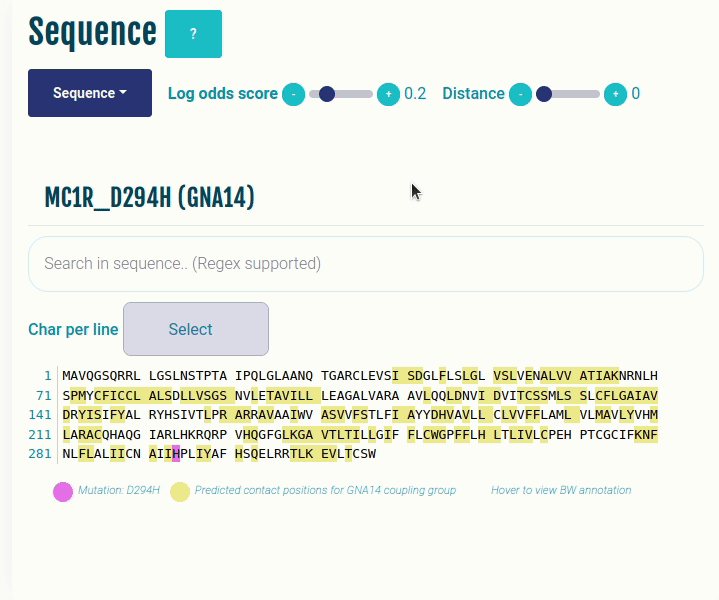 Sequence ?
Sequence Log odds score - + 0.2 Distance - + 0
MC1R_D294H (GNA14)
Search in sequence.. (Regex supported)
Char per line Select
1 MAVQGSQRRL LGSLNSTPTA IPQLGLAANQ TGARCLEVSI SDGLFLSLGL VSLVENALVV ATIAKNRNLH
71 SPMYCFICCL ALSDLLVSGS NVLETAVILL LEAGALVARA AVLQQLDNVI DVITCSSMLS SLCFLGAIAV
141 DRYISIFYAL RYHSIVTLPR ARRAVAAIWV ASVVFSTLFI AYYDHVAVLL CLVVFFLAML VLMAVLYVHM
211 LARACQHAQG IARLHKRQRP VHQGFGLKGA VTLTILLGIF FLCWGPFFLH LTLIVLCPEH PTCGCIFKNF
281 NLFLALIICN AIIHPLIYAF HSQELRRTLK EVLTCSW
Mutation: D294H Predicted contact positions for GNA14 coupling group Hover to view BW annotation